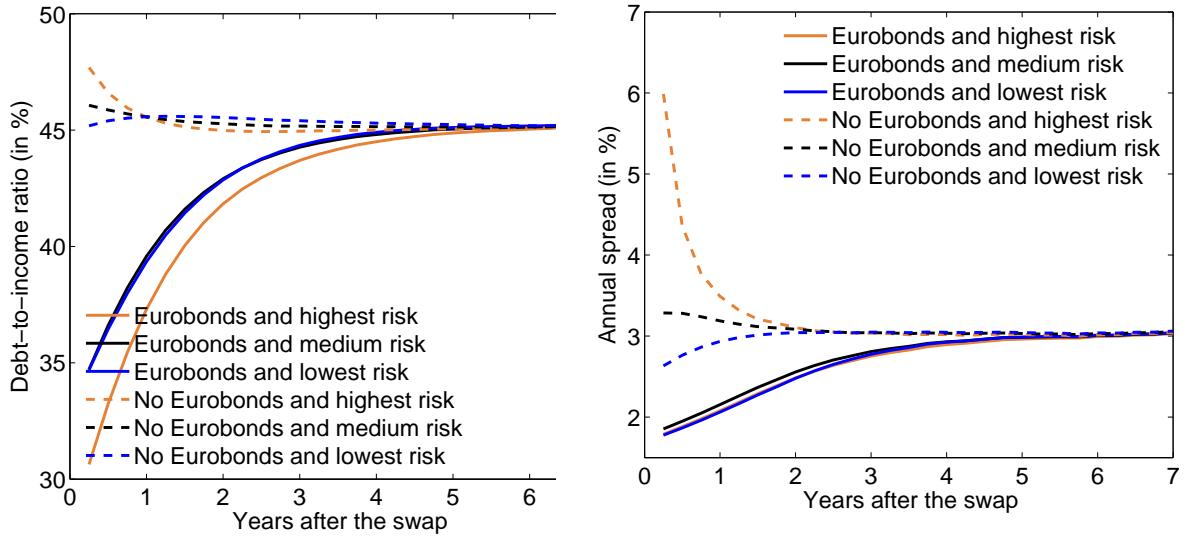 50
45
40
35
30
Debt−to−income ratio (in %)
Eurobonds and highest risk
Eurobonds and medium risk
Eurobonds and lowest risk
No Eurobonds and highest risk
No Eurobonds and medium risk
No Eurobonds and lowest risk
0 1 2 3 4 5 6
Years after the swap
7
6
5
4
3
2
Annual spread (in %)
Eurobonds and highest risk
Eurobonds and medium risk
Eurobonds and lowest risk
No Eurobonds and highest risk
No Eurobonds and medium risk
No Eurobonds and lowest risk
0 1 2 3 4 5 6 7
Years after the swap